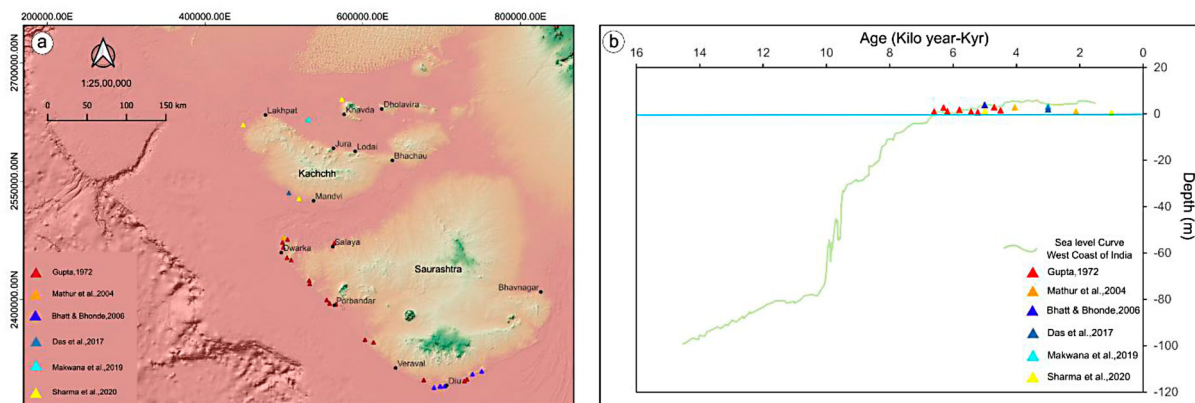 a
400000.00E 600000.00E 800000.00E
2000000.00E
2700000.00N
2550000.00N
2400000.00N
1:25,00,000
0 50 100 150 km
Lakhpat
Khavda
Dholavira
Jura
Lodai
Bhachau
Kachchh
Mandvi
Dwarka
Salaya
Saurashtra
Bhavnagar
Porbandar
Veraval
Diu
Gupta,1972
Mathur et al.,2004
Bhatt & Bhonde,2006
Das et al.,2017
Makwana et al.,2019
Sharma et al.,2020
b
Age (Kilo year-Kyr)
16 14 12 10 8 6 4 2 0
20
0
-20
-40
-60
-80
-100
-120
Depth (m)
Sea level Curve
West Coast of India
Gupta,1972
Mathur et al.,2004
Bhatt & Bhonde,2006
Das et al.,2017
Makwana et al.,2019
Sharma et al.,2020